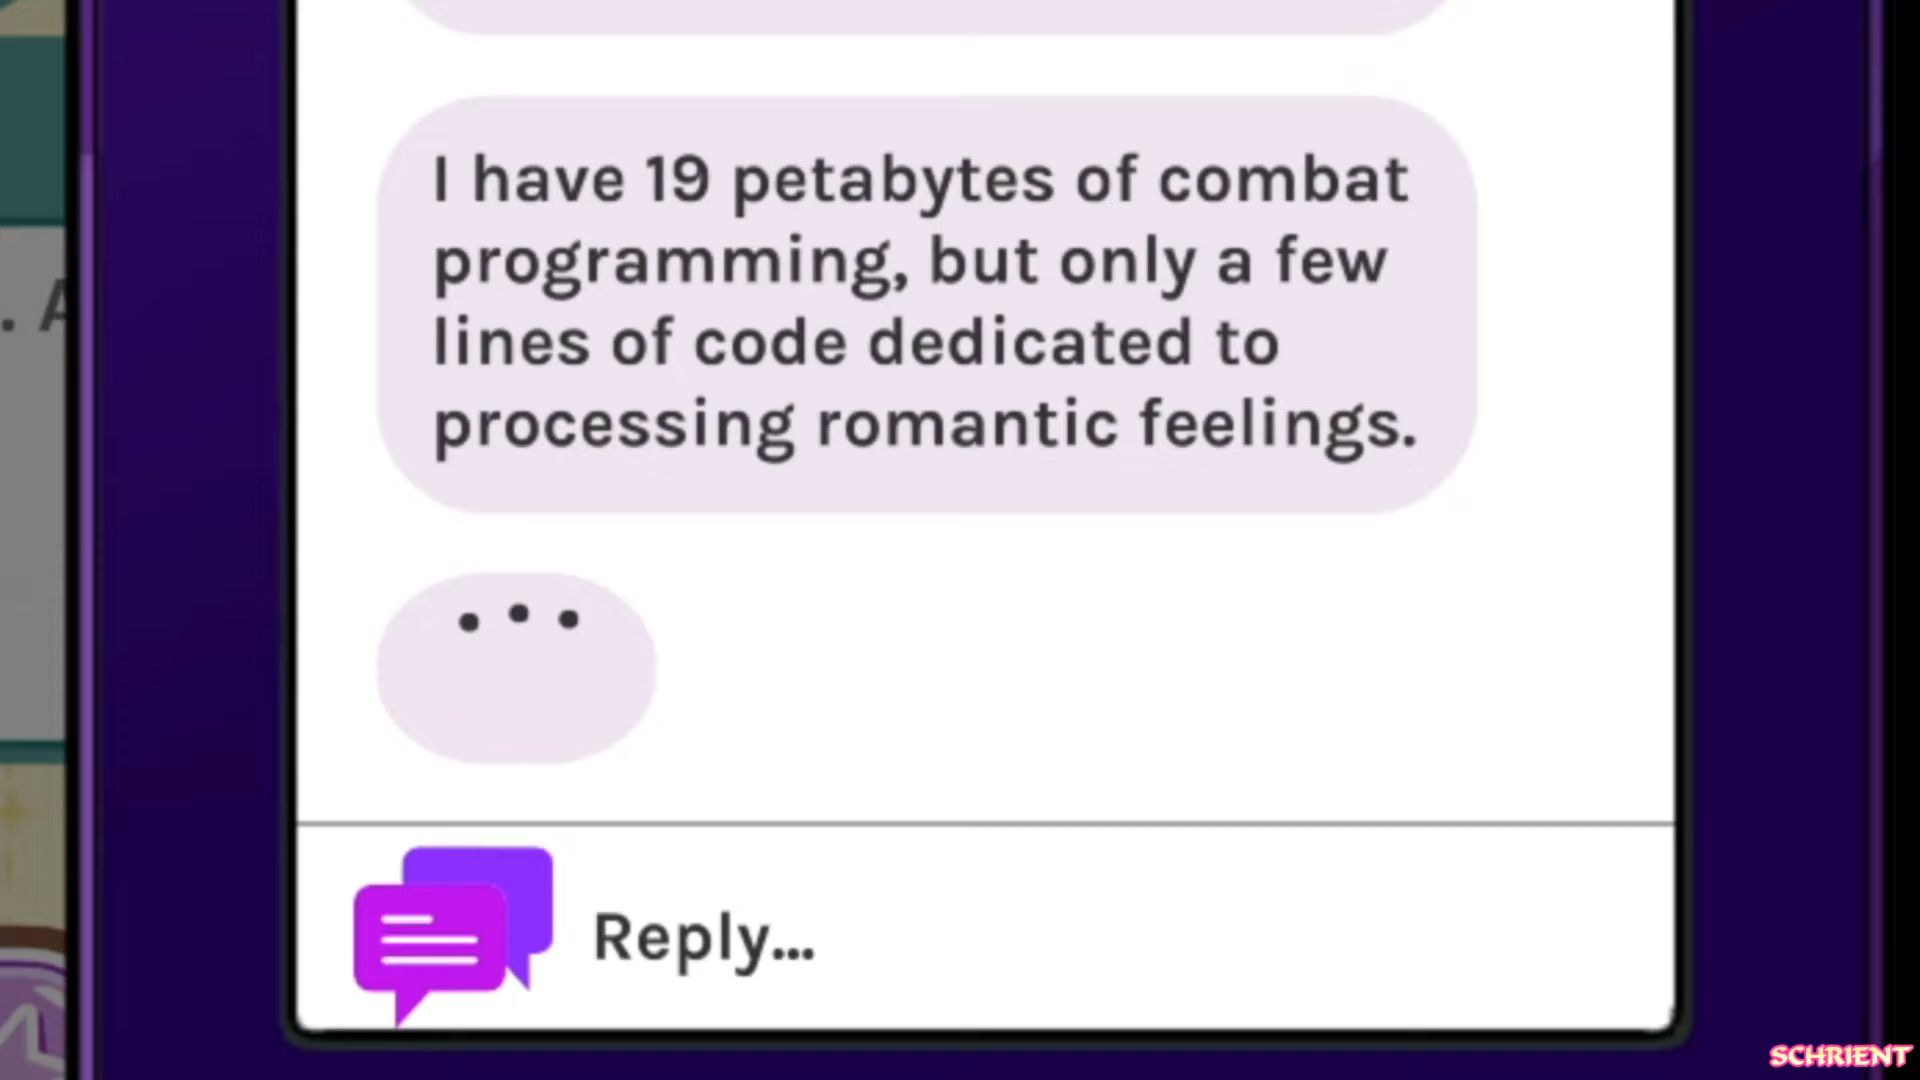 . A
I have 19 petabytes of combat
programming, but only a few
lines of code dedicated to
processing romantic feelings.
Reply...
SCHRIENT